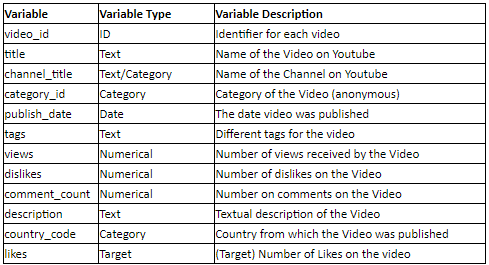 Variable Variable Type Variable Description
video_id ID Identifier for each video
title Text Name of the Video on Youtube
channel_title Text/Category Name of the Channel on Youtube
category_id Category Category of the Video (anonymous)
publish_date Date The date video was published
tags Text Different tags for the video
views Numerical Number of views received by the Video
dislikes Numerical Number of dislikes on the Video
comment_count Numerical Number on comments on the Video
description Text Textual description of the Video
country_code Category Country from which the Video was published
likes Target (Target) Number of Likes on the video